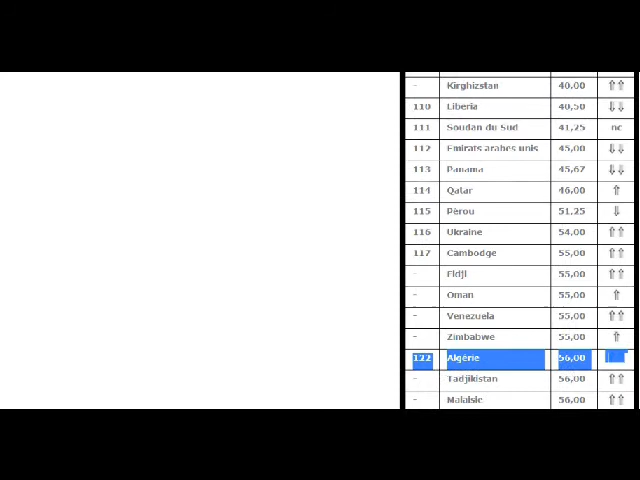 - Kirghizstan 40,00 ⇑⇑
110 Liberia 40,50 ⇓⇓
111 Soudan du Sud 41,25 nc
112 Emirats arabes unis 45,00 ⇓⇓
113 Panama 45,67 ⇓⇓
114 Qatar 46,00 ⇑
115 Pérou 51,25 ⇓
116 Ukraine 54,00 ⇑⇑
117 Cambodge 55,00 ⇑⇑
- Fidji 55,00 ⇑⇑
- Oman 55,00 ⇑
- Venezuela 55,00 ⇑⇑
- Zimbabwe 55,00 ⇑
122 Algérie 56,00
- Tadjikistan 56,00 ⇑⇑
- Malaisie 56,00 ⇑⇑